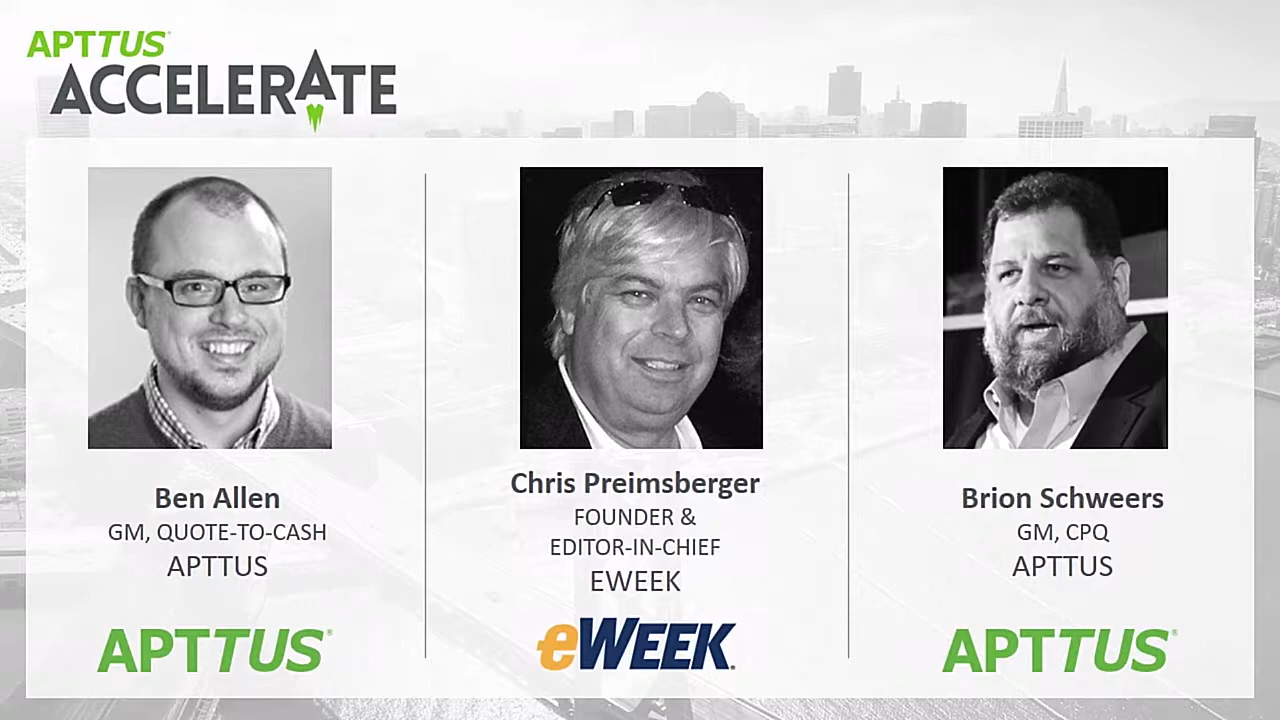 APTTUS®
ACCELERATE
Ben Allen
GM, QUOTE-TO-CASH
APTTUS
APTTUS®
Chris Preimsberger
FOUNDER &
EDITOR-IN-CHIEF
EWEEK
eWEEK.
Brion Schweers
GM, CPQ
APTTUS
APTTUS®